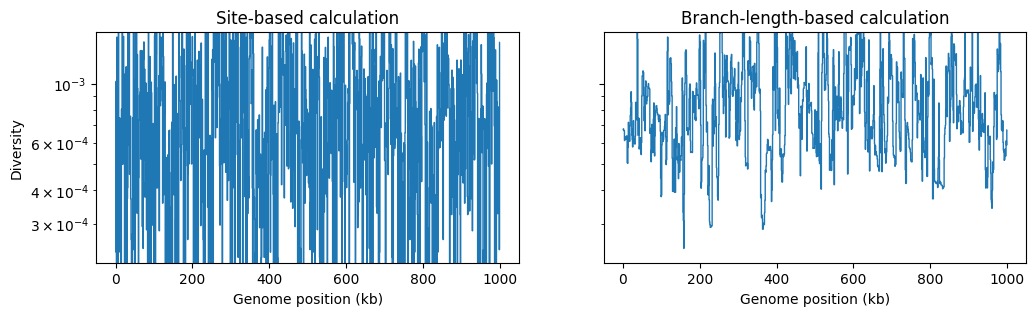 Site-based calculation
Diversity
10⁻³
6 × 10⁻⁴
4 × 10⁻⁴
3 × 10⁻⁴
0 200 400 600 800 1000
Genome position (kb)
Branch-length-based calculation
0 200 400 600 800 1000
Genome position (kb)